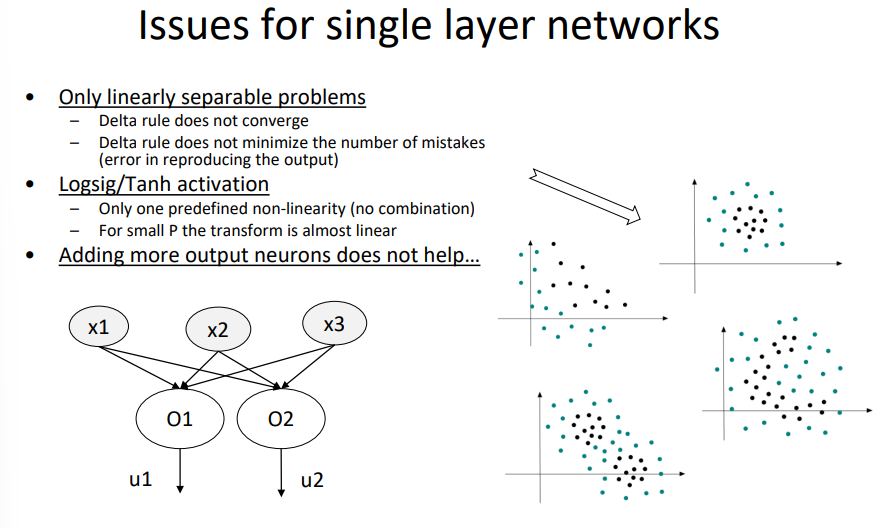 Issues for single layer networks
• Only linearly separable problems
– Delta rule does not converge
– Delta rule does not minimize the number of mistakes
(error in reproducing the output)
• Logsig/Tanh activation
– Only one predefined non-linearity (no combination)
– For small P the transform is almost linear
• Adding more output neurons does not help…
x1
x2
x3
O1
O2
u1
u2